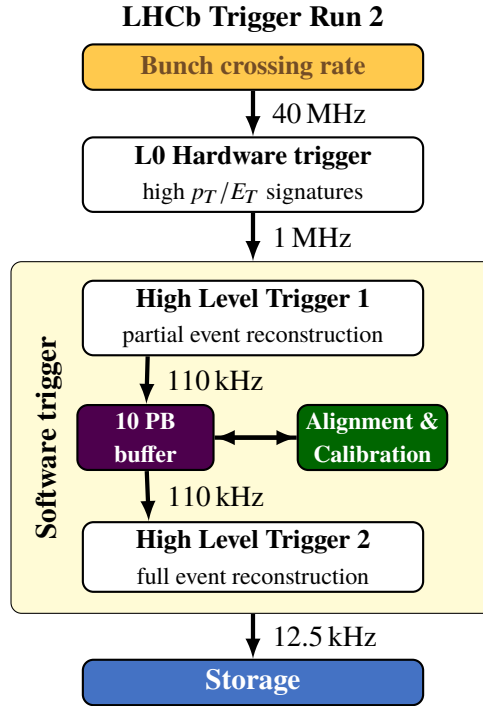 LHCb Trigger Run 2
Bunch crossing rate
40 MHz
L0 Hardware trigger
high p_T/E_T signatures
1 MHz
Software trigger
High Level Trigger 1
partial event reconstruction
110 kHz
10 PB
buffer
Alignment &
Calibration
110 kHz
High Level Trigger 2
full event reconstruction
12.5 kHz
Storage